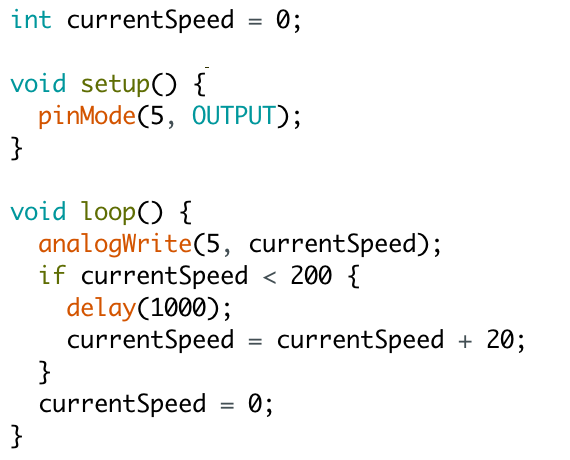 int currentSpeed = 0;
void setup() {
pinMode(5, OUTPUT);
}
void loop() {
analogWrite(5, currentSpeed);
if currentSpeed < 200 {
delay(1000);
currentSpeed = currentSpeed + 20;
}
currentSpeed = 0;
}